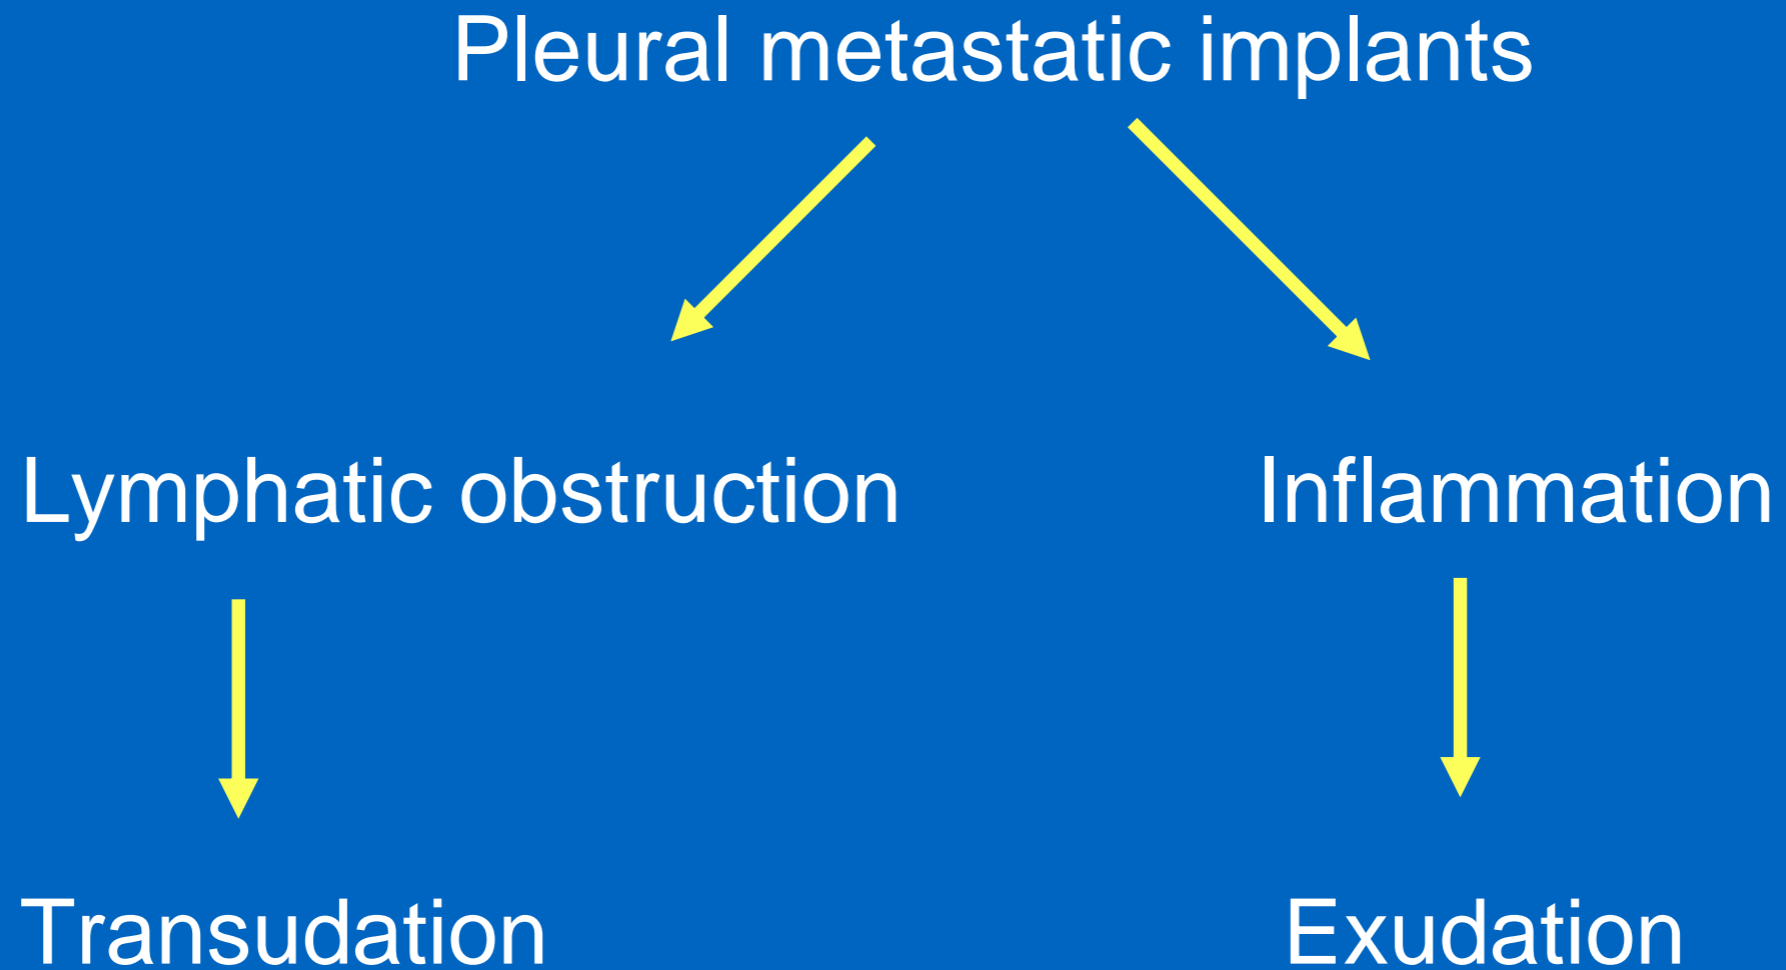 Pleural metastatic implants
Lymphatic obstruction
Inflammation
Transudation
Exudation